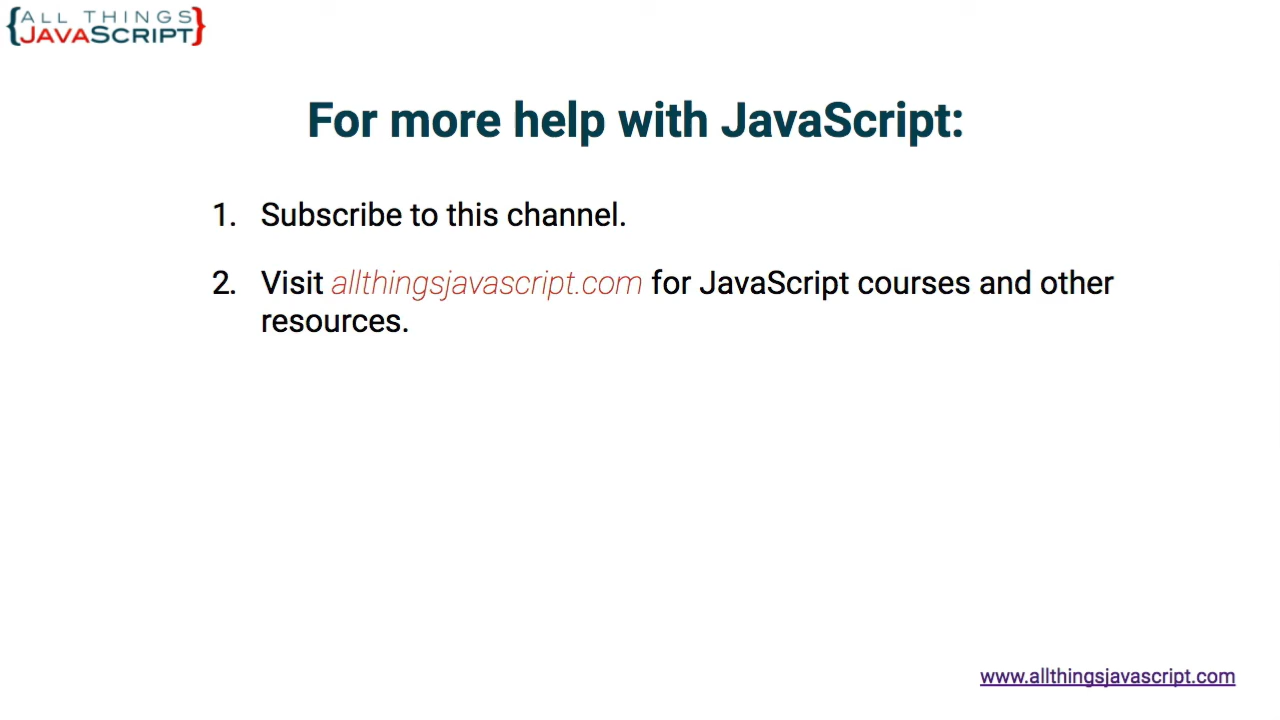 {ALL THINGS
JAVASCRIPT}
For more help with JavaScript:
1. Subscribe to this channel.
2. Visit allthingsjavascript.com for JavaScript courses and other
resources.
www.allthingsjavascript.com